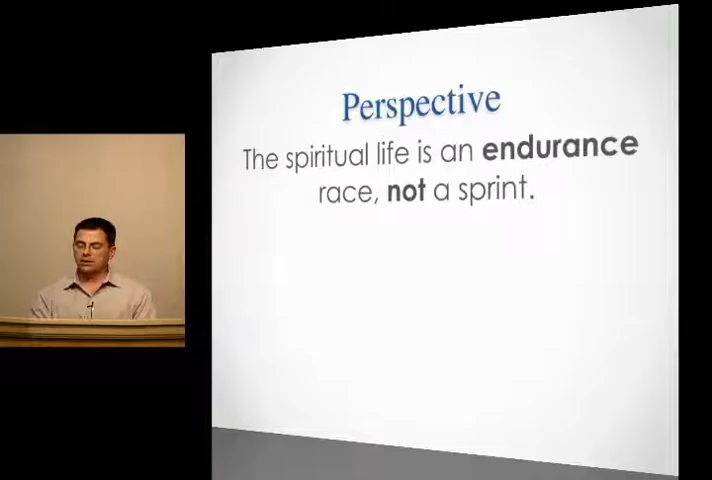 Perspective
The spiritual life is an endurance
race, not a sprint.